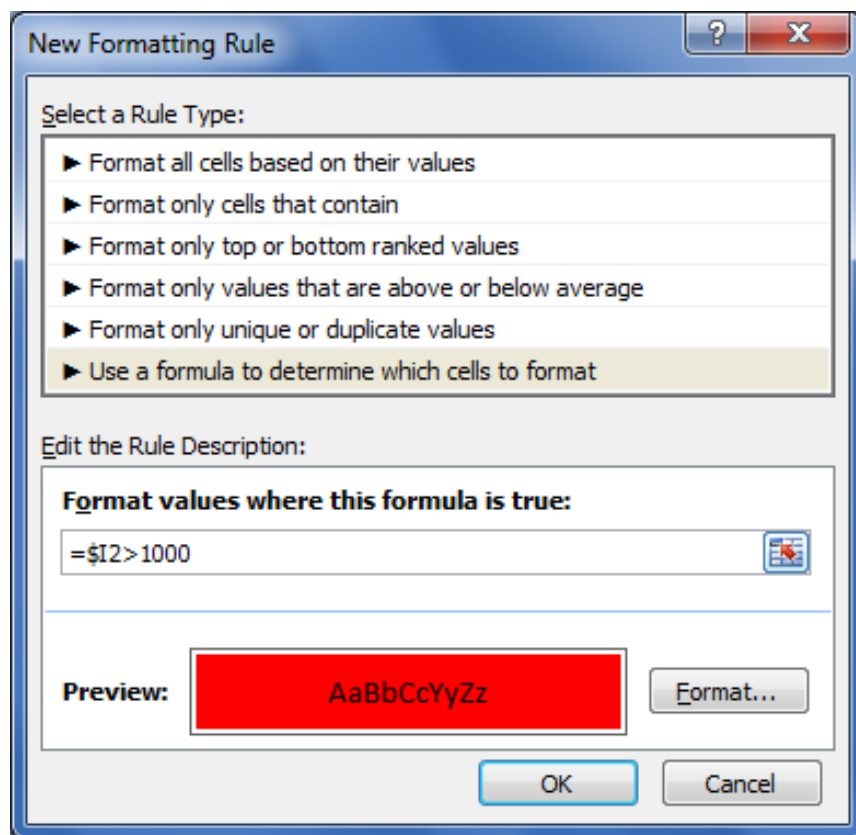 New Formatting Rule
?
X
Select a Rule Type:
► Format all cells based on their values
► Format only cells that contain
► Format only top or bottom ranked values
► Format only values that are above or below average
► Format only unique or duplicate values
► Use a formula to determine which cells to format
Edit the Rule Description:
Format values where this formula is true:
=$I2>1000
Preview: AaBbCcYyZz Format...
OK Cancel